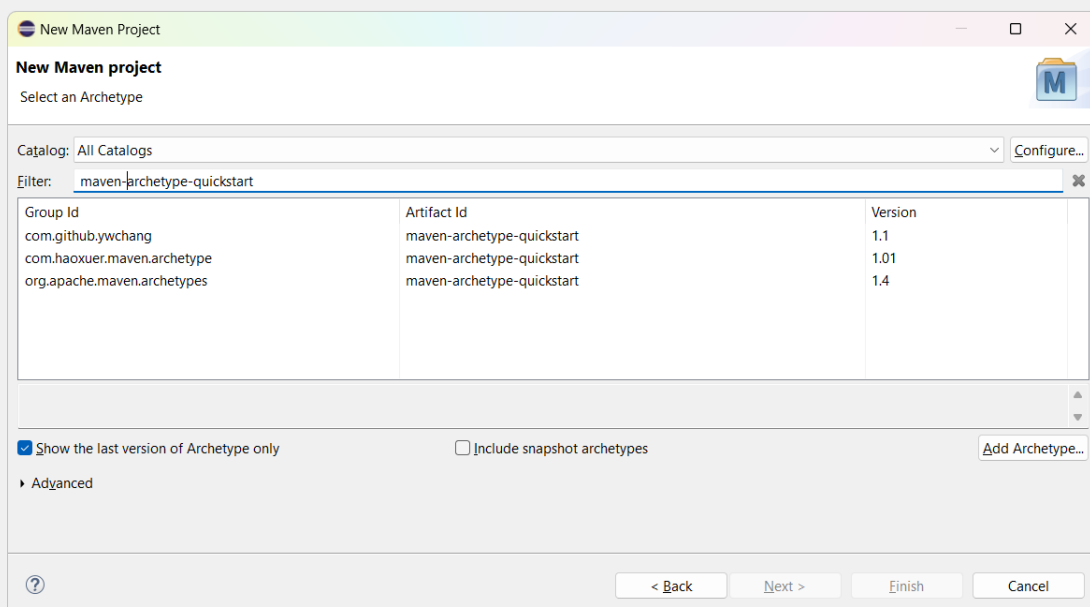 New Maven Project
New Maven project
Select an Archetype
M
Catalog: All Catalogs Configure...
Filter: maven-archetype-quickstart
Group Id Artifact Id Version
com.github.ywchang maven-archetype-quickstart 1.1
com.haoxuer.maven.archetype maven-archetype-quickstart 1.01
org.apache.maven.archetypes maven-archetype-quickstart 1.4
Show the last version of Archetype only Include snapshot archetypes Add Archetype...
Advanced
? < Back Next > Finish Cancel